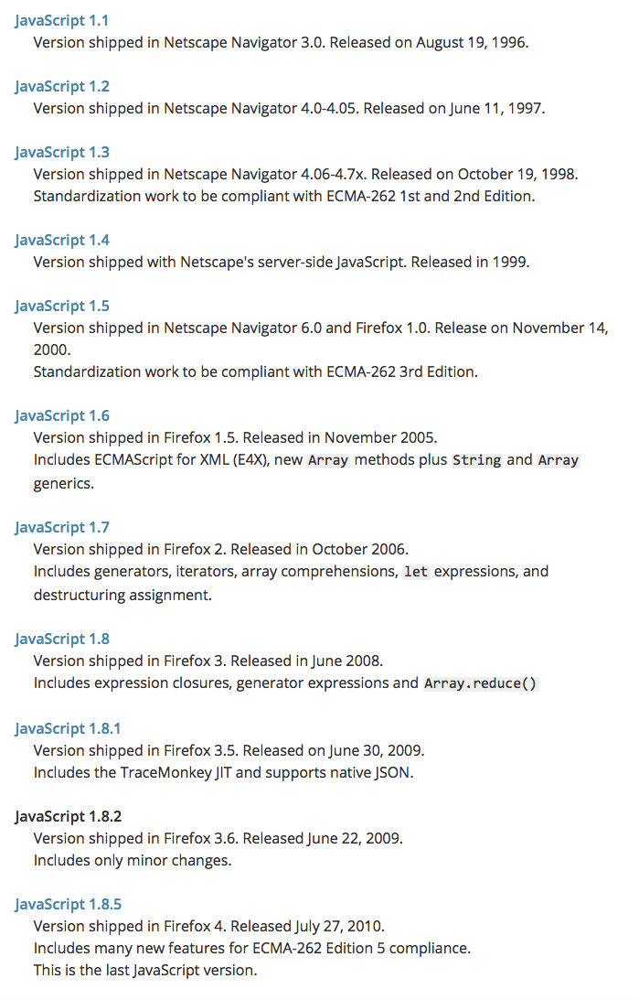 JavaScript 1.1
Version shipped in Netscape Navigator 3.0. Released on August 19, 1996.
JavaScript 1.2
Version shipped in Netscape Navigator 4.0-4.05. Released on June 11, 1997.
JavaScript 1.3
Version shipped in Netscape Navigator 4.06-4.7x. Released on October 19, 1998.
Standardization work to be compliant with ECMA-262 1st and 2nd Edition.
JavaScript 1.4
Version shipped with Netscape's server-side JavaScript. Released in 1999.
JavaScript 1.5
Version shipped in Netscape Navigator 6.0 and Firefox 1.0. Release on November 14,
2000.
Standardization work to be compliant with ECMA-262 3rd Edition.
JavaScript 1.6
Version shipped in Firefox 1.5. Released in November 2005.
Includes ECMAScript for XML (E4X), new Array methods plus String and Array
generics.
JavaScript 1.7
Version shipped in Firefox 2. Released in October 2006.
Includes generators, iterators, array comprehensions, let expressions, and
destructuring assignment.
JavaScript 1.8
Version shipped in Firefox 3. Released in June 2008.
Includes expression closures, generator expressions and Array.reduce()
JavaScript 1.8.1
Version shipped in Firefox 3.5. Released on June 30, 2009.
Includes the TraceMonkey JIT and supports native JSON.
JavaScript 1.8.2
Version shipped in Firefox 3.6. Released June 22, 2009.
Includes only minor changes.
JavaScript 1.8.5
Version shipped in Firefox 4. Released July 27, 2010.
Includes many new features for ECMA-262 Edition 5 compliance.
This is the last JavaScript version.